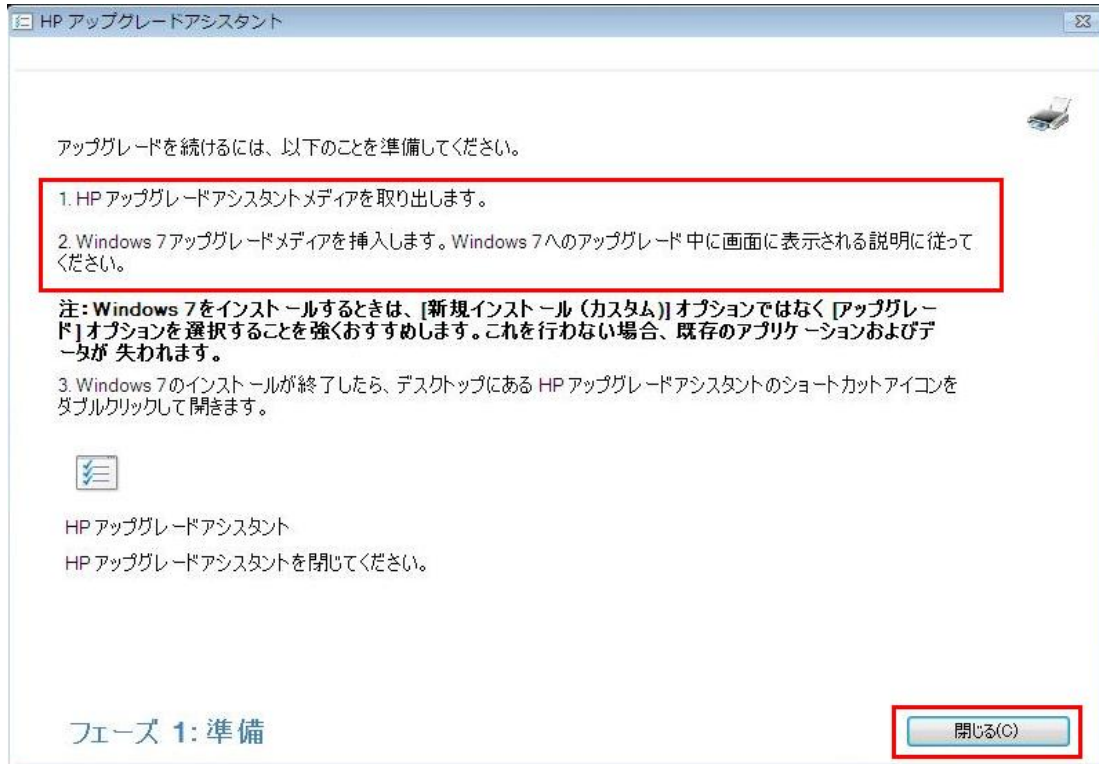 HP アップグレードアシスタント
アップグレードを続けるには、以下のことを準備してください。
1. HP アップグレードアシスタントメディアを取り出します。
2. Windows 7アップグレードメディアを挿入します。Windows 7へのアップグレード中に画面に表示される説明に従って
ください。
注：Windows 7をインストールするときは、[新規インストール（カスタム)] オプションではなく [アップグレー
ド] オプションを選択することを強くおすすめします。これを行わない場合、既存のアプリケーションおよびデ
ータが 失われます。
3. Windows 7のインストールが終了したら、デスクトップにある HP アップグレードアシスタントのショートカットアイコンを
ダブルクリックして開きます。
HP アップグレードアシスタント
HP アップグレードアシスタントを閉じてください。
フェーズ 1: 準備
閉じる(C)